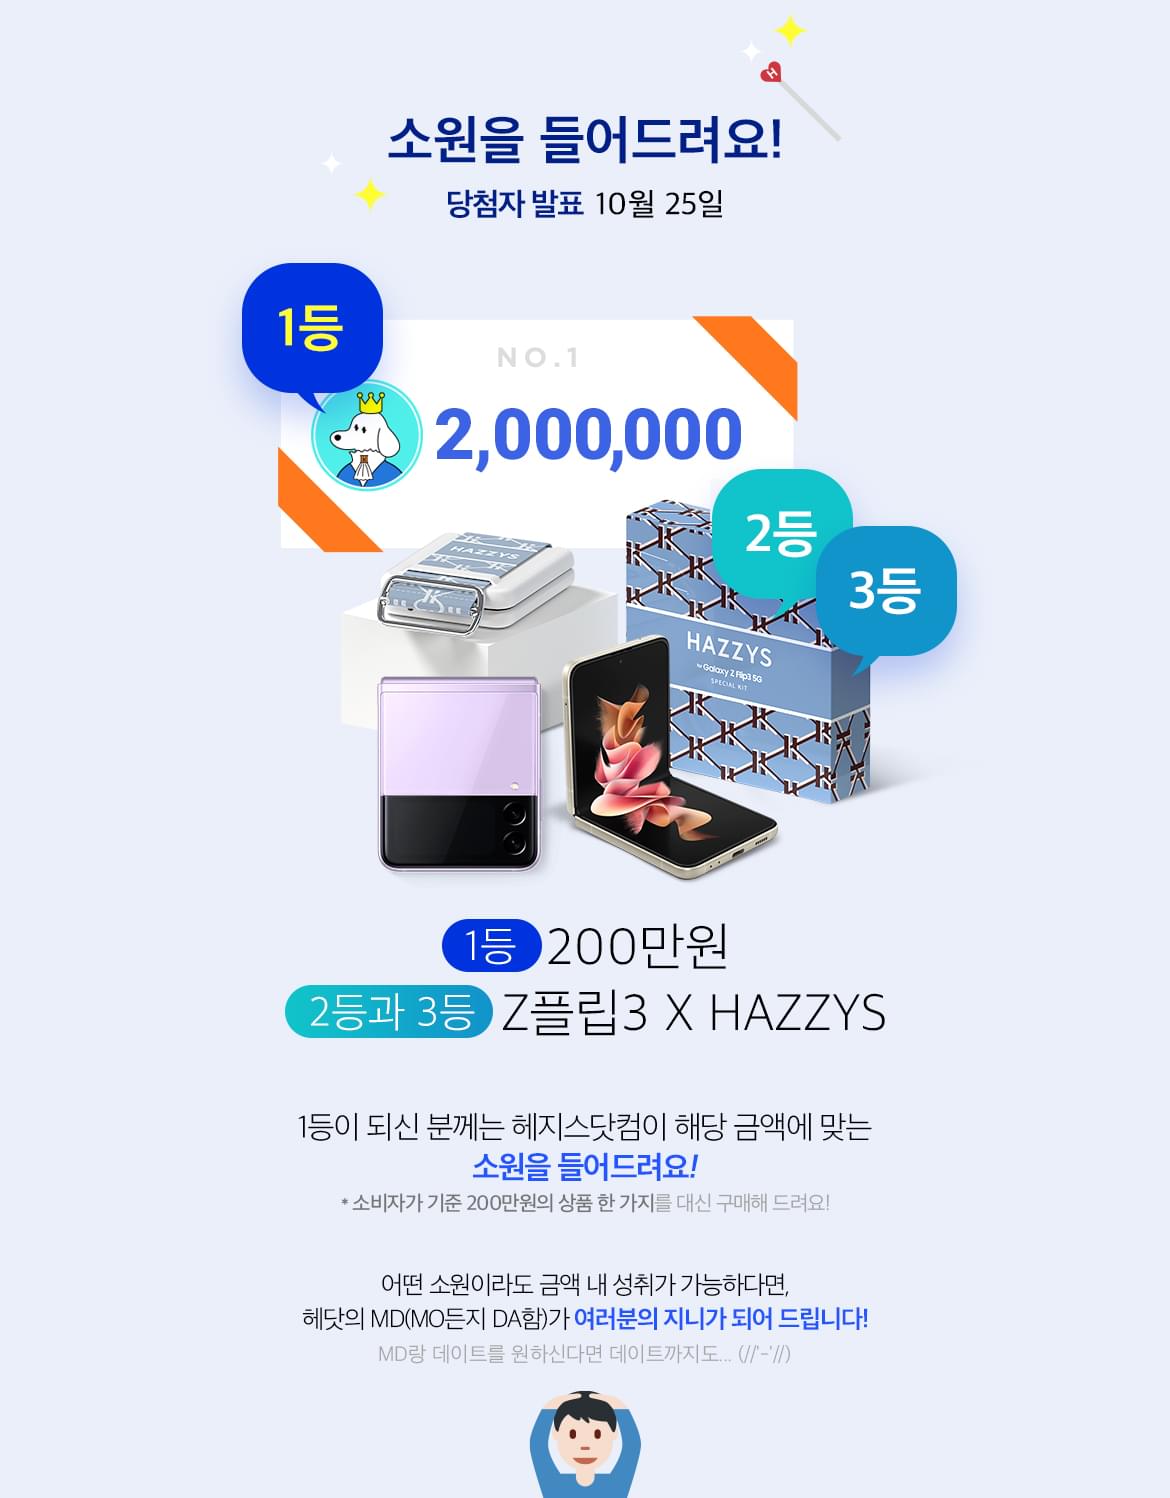 H
소원을 들어드려요!
당첨자 발표 10월 25일
1등
NO.1
2,000,000
2등
3등
HAZZYS
HAZZYS
for Galaxy Z Flip3 5G
SPECIAL KIT
1등 200만원
2등과 3등 Z플립3 X HAZZYS
1등이 되신 분께는 헤지스닷컴이 해당 금액에 맞는
소원을 들어드려요!
* 소비자가 기준 200만원의 상품 한 가지를 대신 구매해 드려요!
어떤 소원이라도 금액 내 성취가 가능하다면,
헤닷의 MD(MO든지 DA함)가 여러분의 지니가 되어 드립니다!
MD랑 데이트를 원하신다면 데이트까지도... (//'-'//)